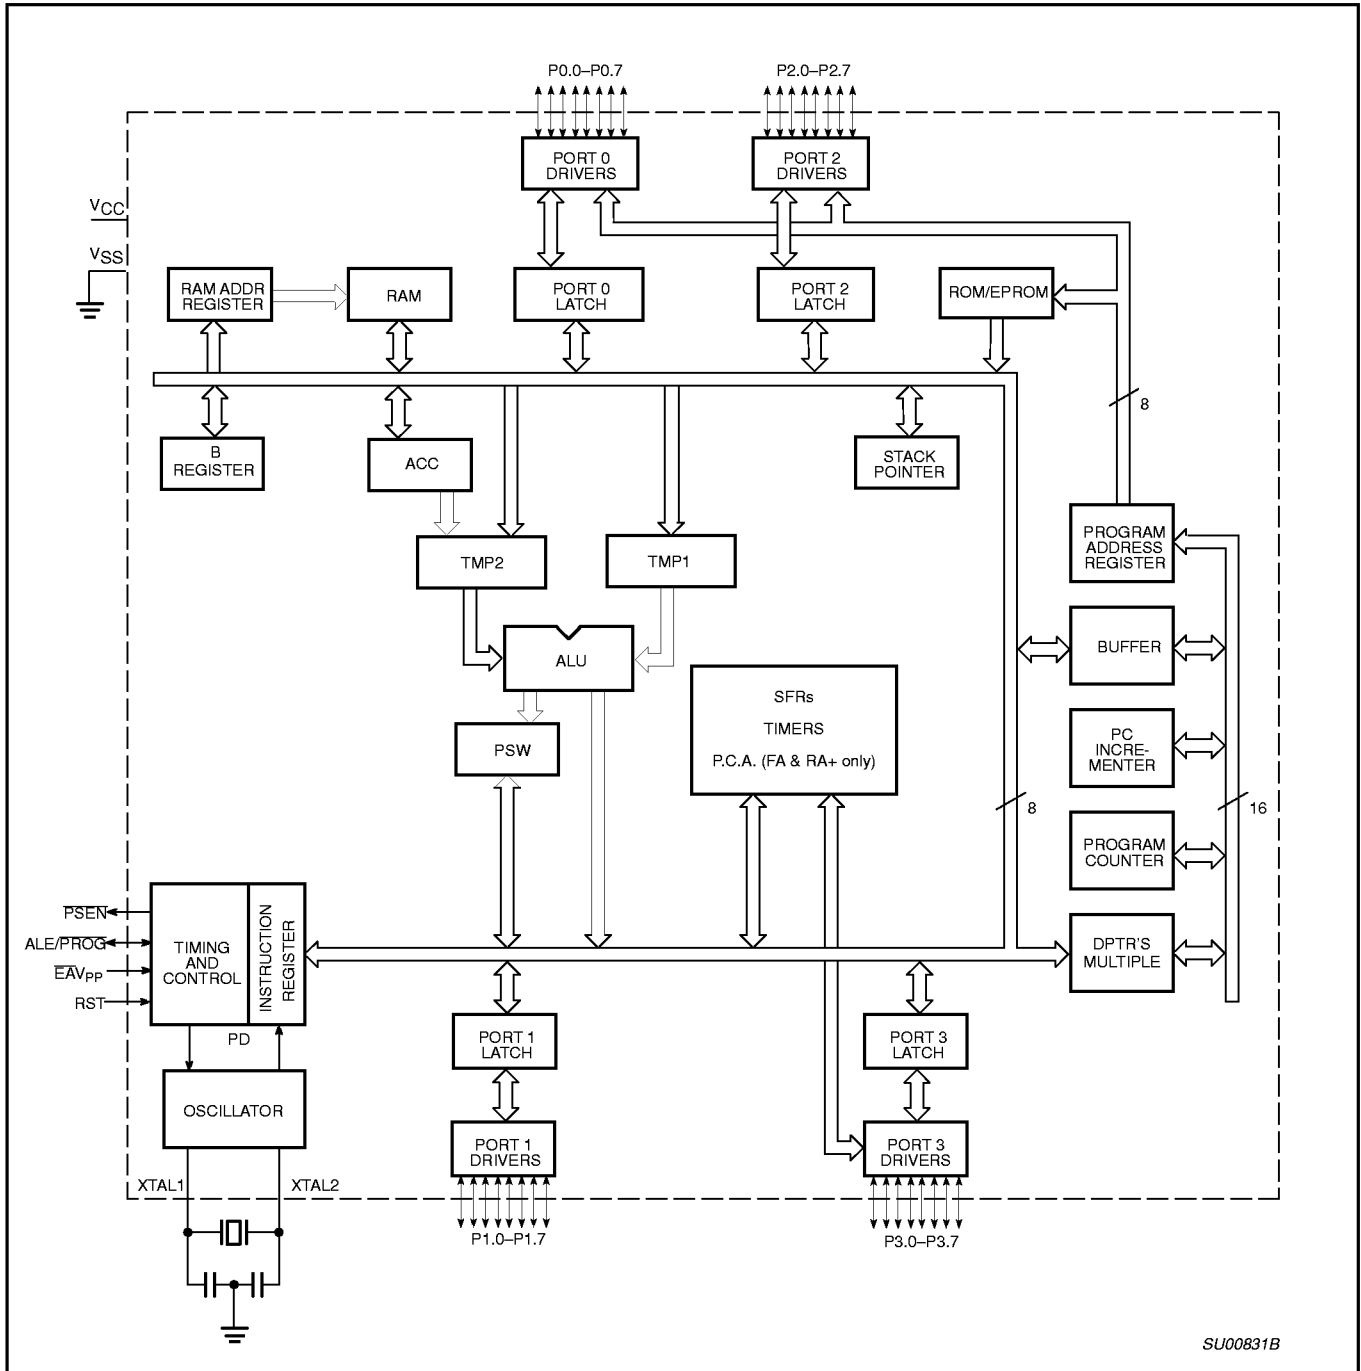 P0.0–P0.7
P2.0–P2.7
PORT 0
DRIVERS
PORT 2
DRIVERS
VCC
VSS
RAM ADDR
REGISTER
RAM
PORT 0
LATCH
PORT 2
LATCH
ROM/EPROM
8
B
REGISTER
ACC
STACK
POINTER
PROGRAM
ADDRESS
REGISTER
TMP2
TMP1
BUFFER
ALU
SFRs
TIMERS
P.C.A. (FA & RA+ only)
PSW
PC
INCRE-
MENTER
8
16
PROGRAM
COUNTER
PSEN
ALE/PROG
EAVPP
RST
TIMING
AND
CONTROL
INSTRUCTION
REGISTER
DPTR'S
MULTIPLE
PD
PORT 1
LATCH
PORT 3
LATCH
OSCILLATOR
PORT 1
DRIVERS
PORT 3
DRIVERS
XTAL1
XTAL2
P1.0–P1.7
P3.0–P3.7
SU00831B